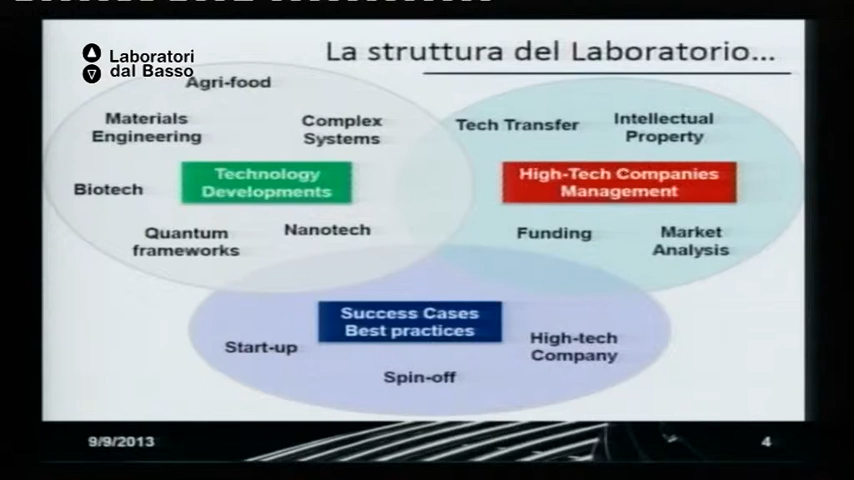 La struttura del Laboratorio...
Laboratori
dal Basso
Agri-food
Materials
Engineering
Complex
Systems
Tech Transfer
Intellectual
Property
Biotech
Technology
Developments
High-Tech Companies
Management
Quantum
frameworks
Nanotech
Funding
Market
Analysis
Success Cases
Best practices
Start-up
High-tech
Company
Spin-off
9/9/2013
4